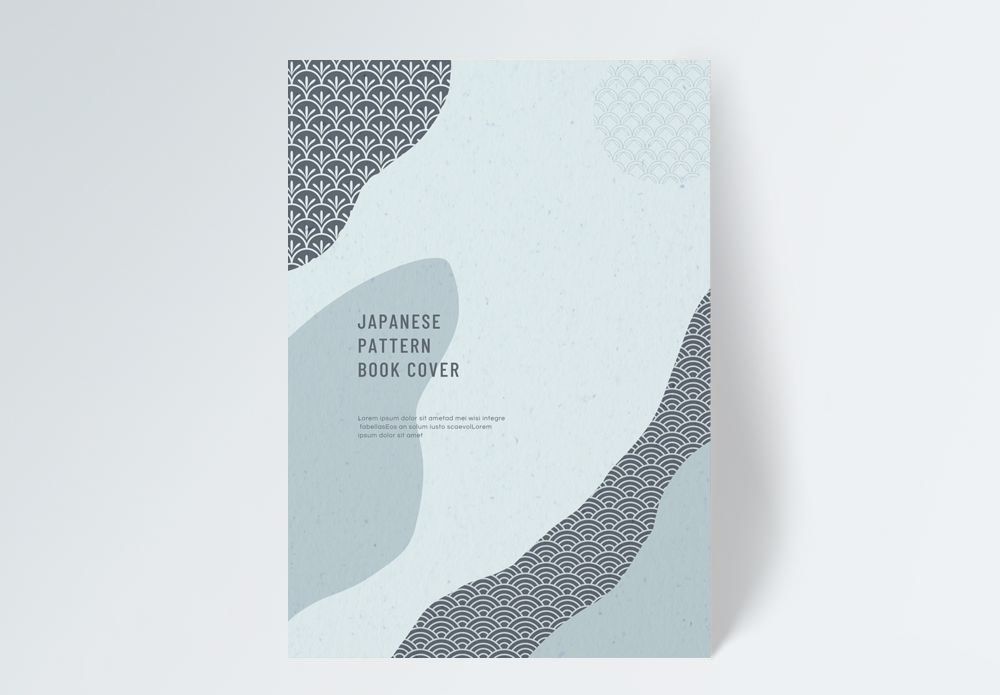 JAPANESE
PATTERN
BOOK COVER
Lorem ipsum dolor sit ametad mei wisi integre
fabellasEos an solum iusto scaevolLorem
ipsum dolor sit amet